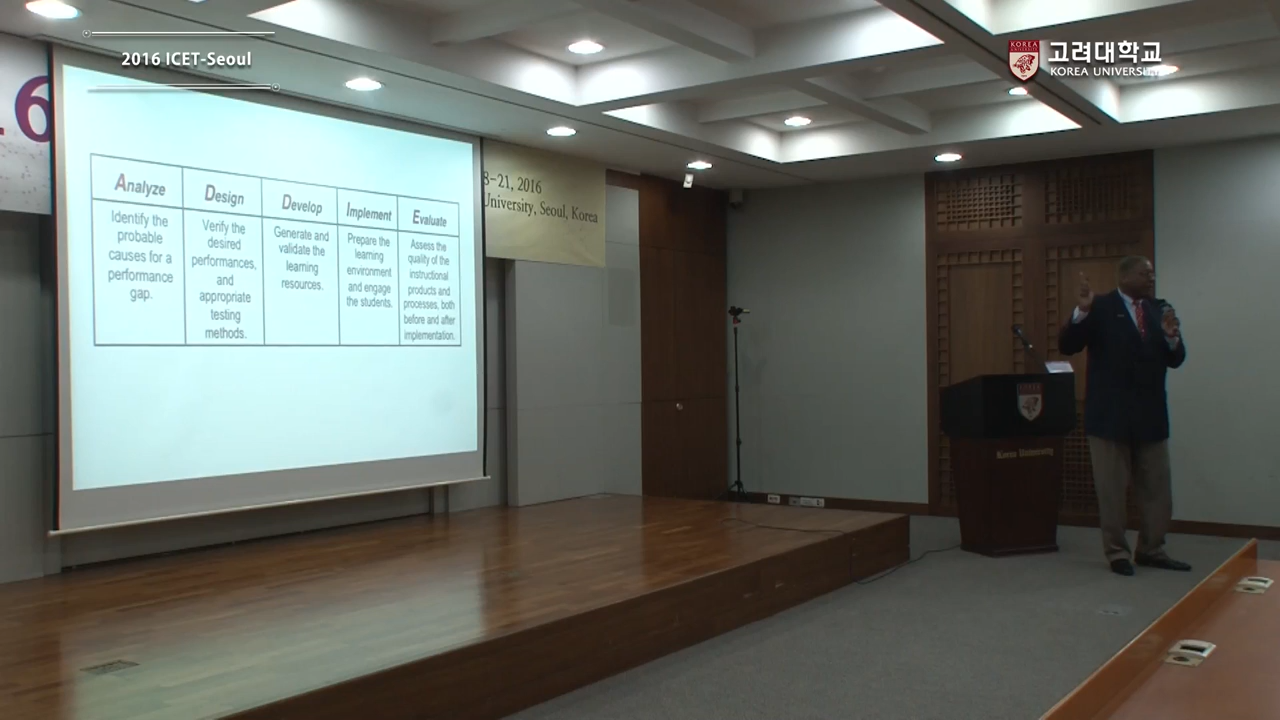 2016 ICET-Seoul
KOREA
고려대학교
KOREA UNIVERSITY
6
8-21, 2016
University, Seoul, Korea
Analyze
Identify the
probable
causes for a
performance
gap.
Design
Verify the
desired
performances,
and
appropriate
testing
methods.
Develop
Generate and
validate the
learning
resources.
Implement
Prepare the
learning
environment
and engage
the students.
Evaluate
Assess the
quality of the
instructional
products and
processes, both
before and after
implementation.
Korea University